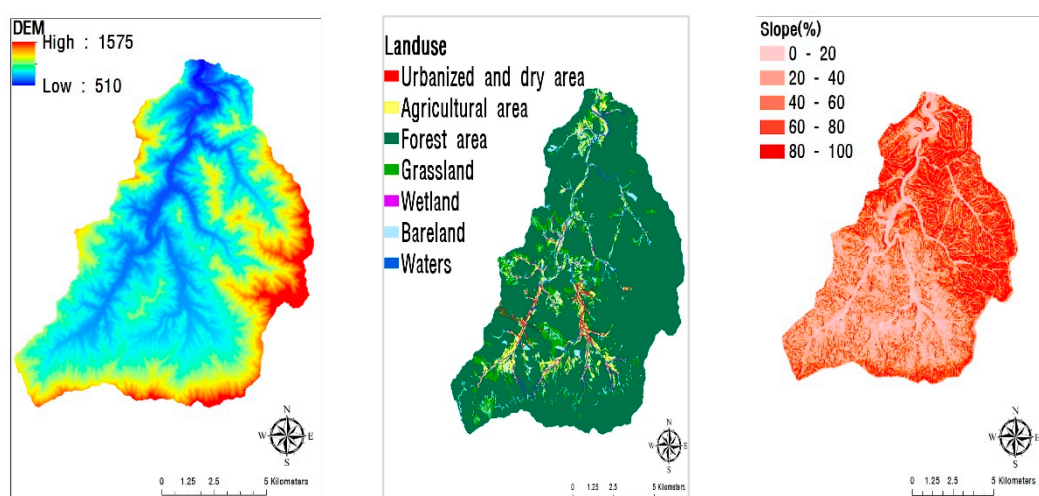 DEM
High : 1575
Low : 510
N
W E
S
0 1.25 2.5 5 Kilometers
Landuse
Urbanized and dry area
Agricultural area
Forest area
Grassland
Wetland
Bareland
Waters
N
W E
S
0 1.25 2.5 5 Kilometers
Slope(%)
0 - 20
20 - 40
40 - 60
60 - 80
80 - 100
N
W E
S
0 1.25 2.5 5 Kilometers